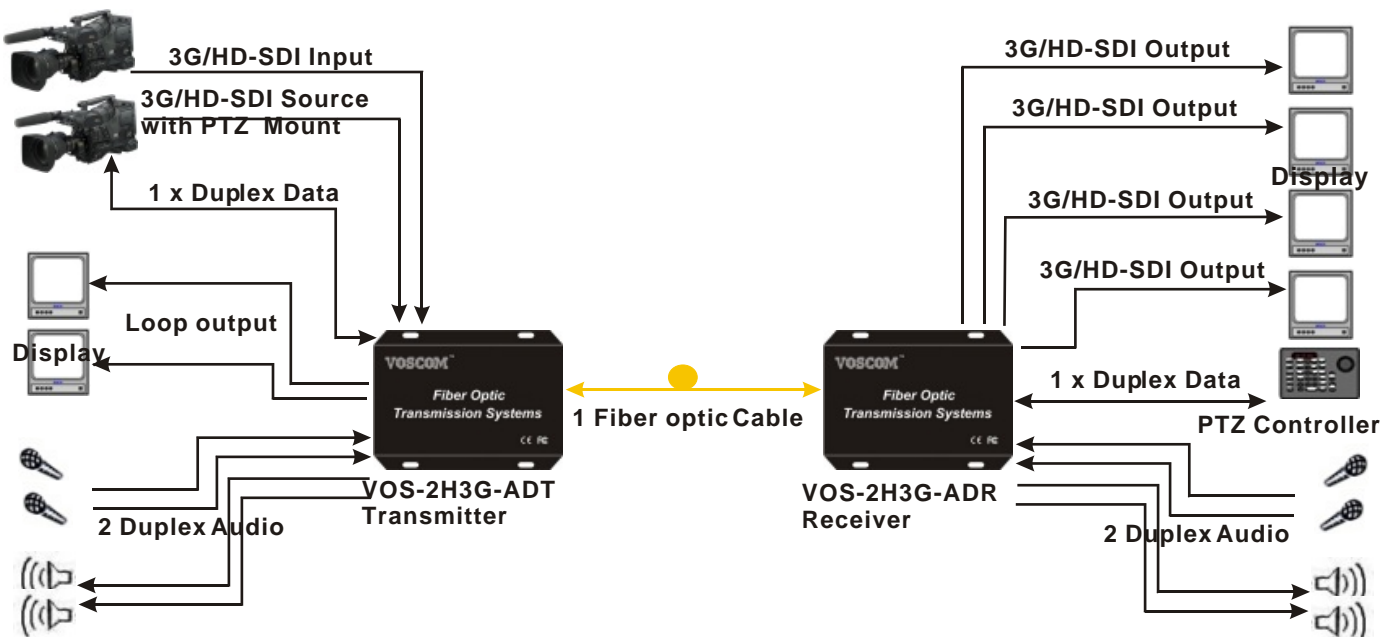 3G/HD-SDI Input
3G/HD-SDI Source
with PTZ Mount
1 x Duplex Data
Loop output
Display
VOSCOM™
Fiber Optic
Transmission Systems
CE FC
VOS-2H3G-ADT
Transmitter
2 Duplex Audio
1 Fiber optic Cable
3G/HD-SDI Output
3G/HD-SDI Output
Display
3G/HD-SDI Output
3G/HD-SDI Output
VOSCOM™
Fiber Optic
Transmission Systems
CE FC
1 x Duplex Data
PTZ Controller
VOS-2H3G-ADR
Receiver
2 Duplex Audio